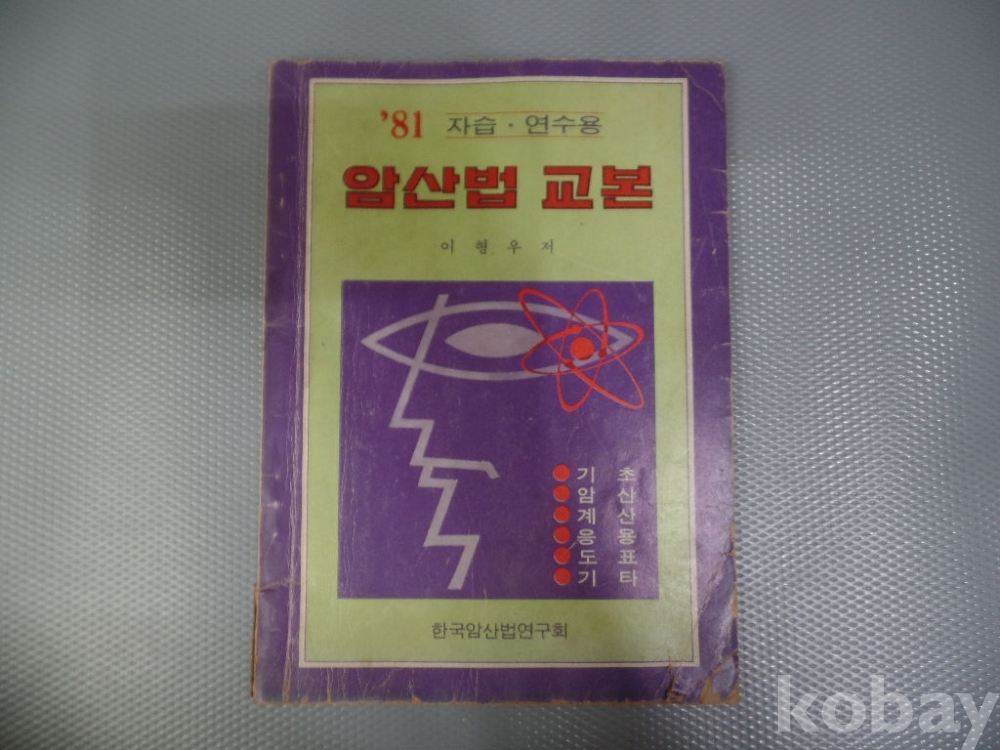 '81 자습·연수용
암산법 교본
이형우 저
기 초
암 산
계 산
응 용
도 표
기 타
한국암산법연구회
kobay